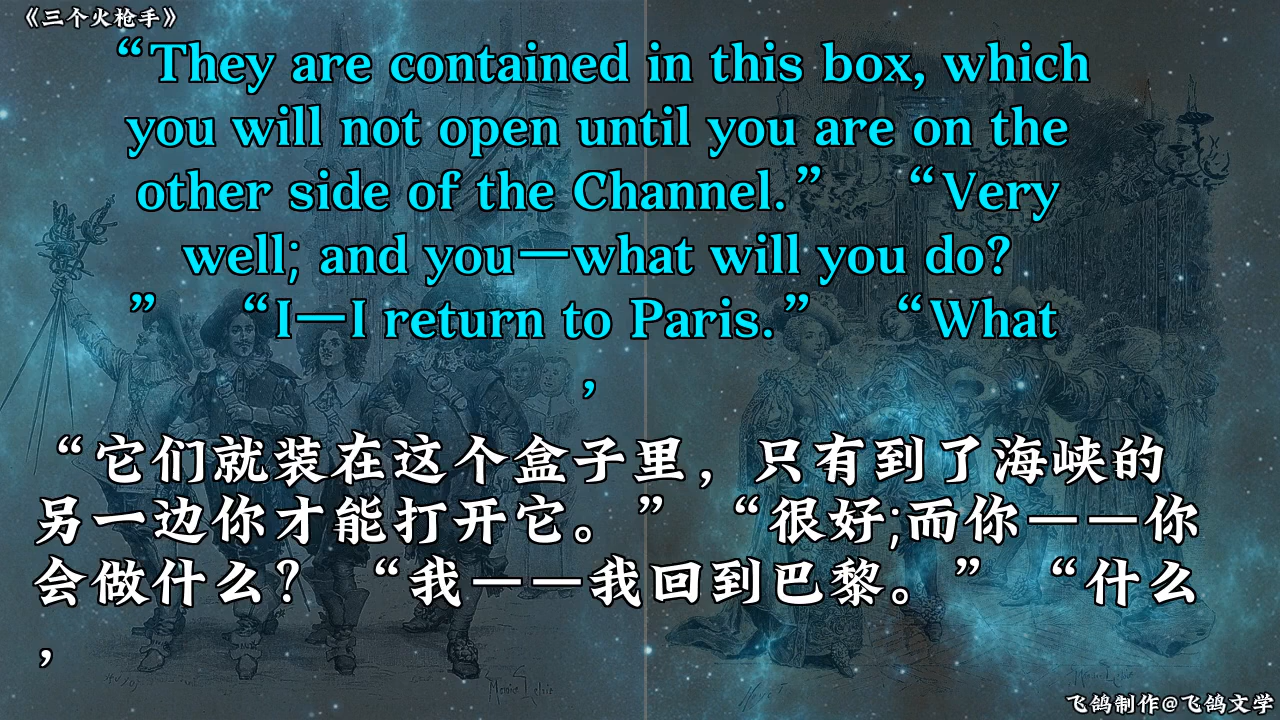 《三个火枪手》
“They are contained in this box, which
you will not open until you are on the
other side of the Channel.” “Very
well; and you—what will you do?
” “I—I return to Paris.” “What
,
“它们就装在这个盒子里，只有到了海峡的
另一边你才能打开它。” “很好;而你——你
会做什么？ “我——我回到巴黎。” “什么
，
飞鸽制作@飞鸽文学